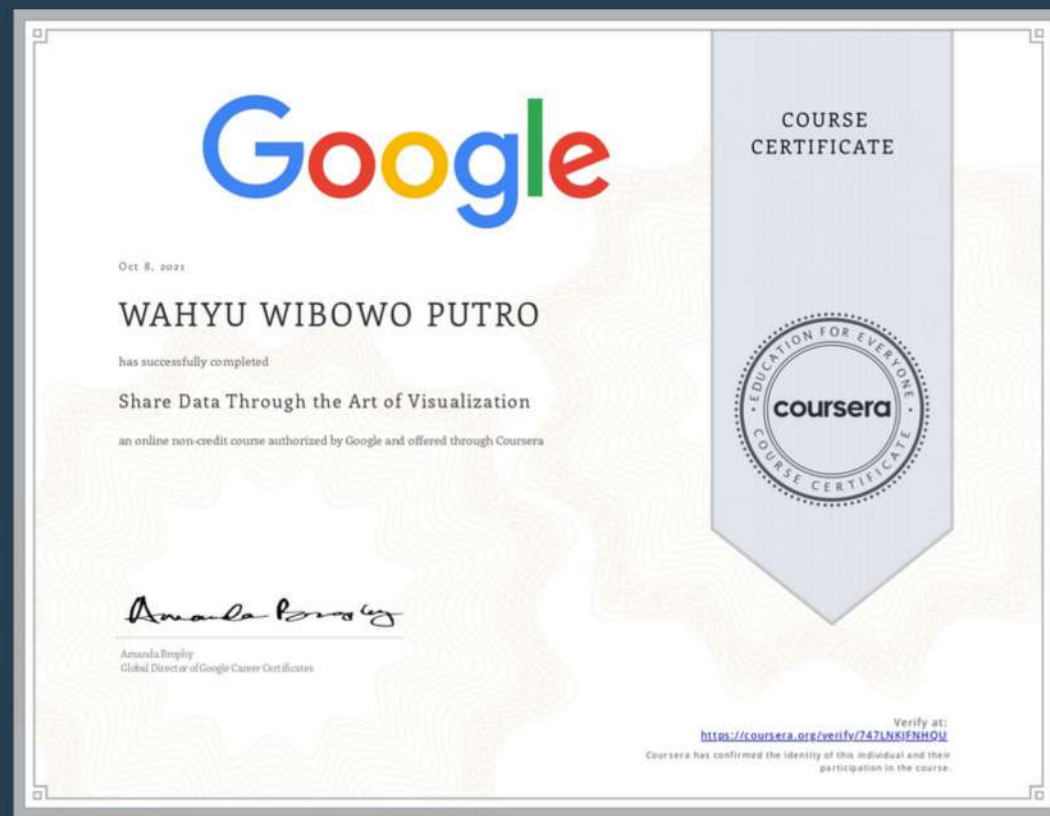 Google
COURSE
CERTIFICATE
Oct 8, 2021
WAHYU WIBOWO PUTRO
has successfully completed
Share Data Through the Art of Visualization
an online non-credit course authorized by Google and offered through Coursera
EDUCATION FOR EVERYONE
coursera
COURSE CERTIFICATE
Amanda Brophy
Amanda Brophy
Global Director of Google Career Certificates
Verify at:
https://coursera.org/verify/747LNKJFNHQU
Coursera has confirmed the identity of this individual and their
participation in the course.